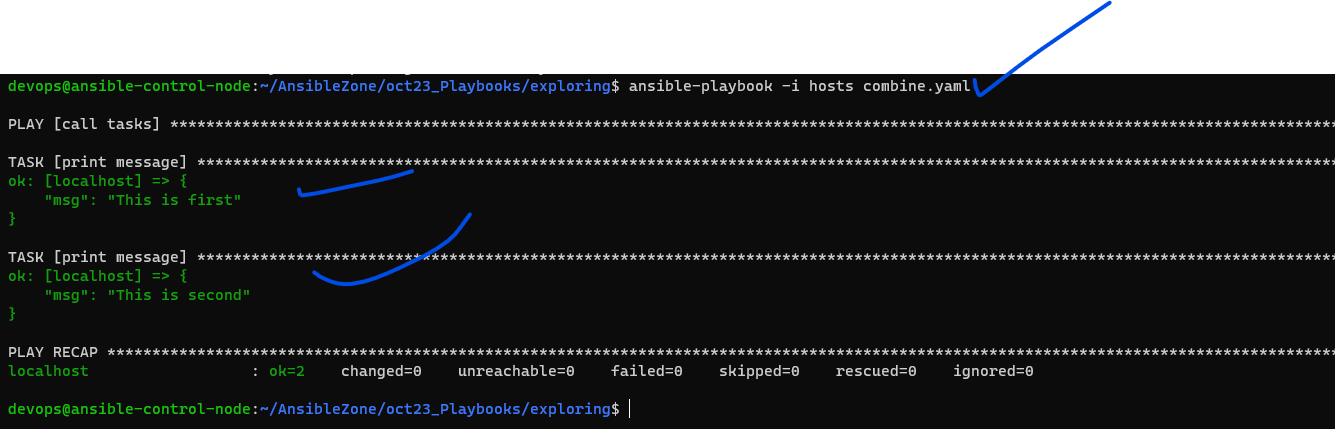 devops@ansible-control-node:~/AnsibleZone/oct23_Playbooks/exploring$ ansible-playbook -i hosts combine.yaml
PLAY [call tasks] ******************************************************************************************************************************
TASK [print message] ***************************************************************************************************************************
ok: [localhost] => {
    "msg": "This is first"
}
TASK [print message] ***************************************************************************************************************************
ok: [localhost] => {
    "msg": "This is second"
}
PLAY RECAP *************************************************************************************************************************************
localhost                  : ok=2    changed=0    unreachable=0    failed=0    skipped=0    rescued=0    ignored=0
devops@ansible-control-node:~/AnsibleZone/oct23_Playbooks/exploring$